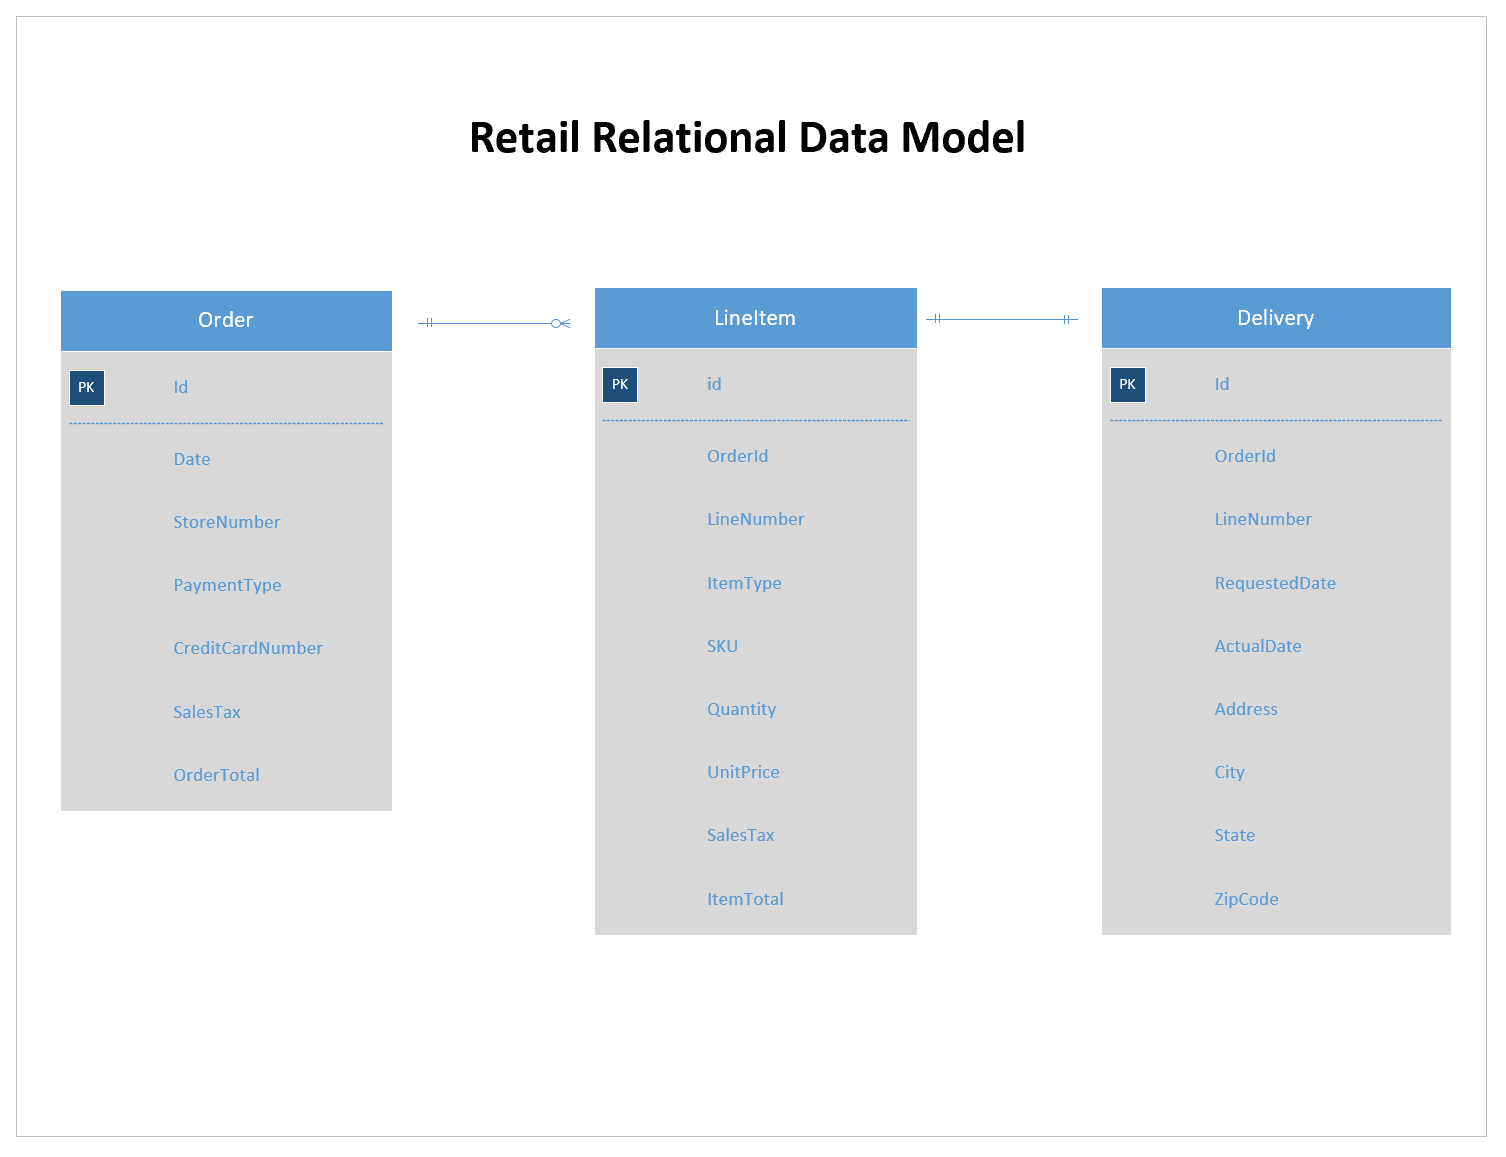 Retail Relational Data Model
Order
PK
Id
Date
StoreNumber
PaymentType
CreditCardNumber
SalesTax
OrderTotal
LineItem
PK
id
OrderId
LineNumber
ItemType
SKU
Quantity
UnitPrice
SalesTax
ItemTotal
Delivery
PK
Id
OrderId
LineNumber
RequestedDate
ActualDate
Address
City
State
ZipCode